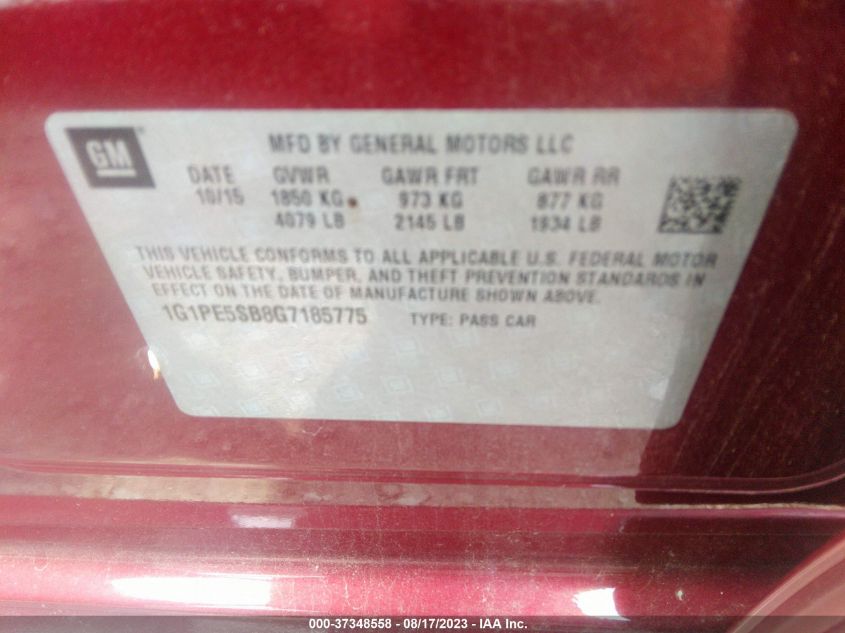 GM
MFD BY GENERAL MOTORS LLC
DATE GVWR GAWR FRT GAWR RR
10/15 1850 KG 973 KG 877 KG
4079 LB 2145 LB 1934 LB
THIS VEHICLE CONFORMS TO ALL APPLICABLE U.S. FEDERAL MOTOR
VEHICLE SAFETY, BUMPER, AND THEFT PREVENTION STANDARDS IN
EFFECT ON THE DATE OF MANUFACTURE SHOWN ABOVE.
1G1PE5SB8G7185775 TYPE: PASS CAR
000-37348558 - 08/17/2023 - IAA Inc.